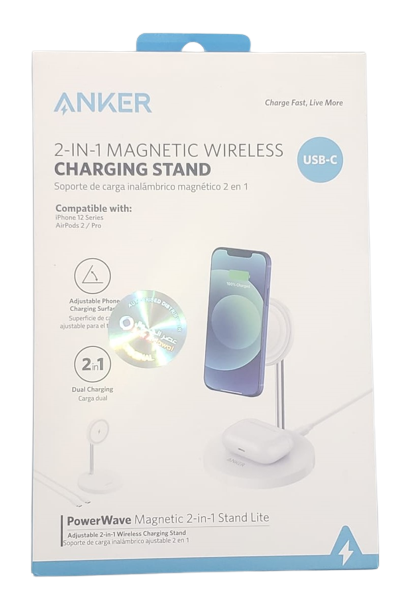 ANKER
Charge Fast, Live More
2-IN-1 MAGNETIC WIRELESS
CHARGING STAND
USB-C
Soporte de carga inalámbrico magnético 2 en 1
Compatible with:
iPhone 12 Series
AirPods 2 / Pro
Adjustable Phone
Charging
Superficie de
ajustable para el
2in1
Dual Charging
Carga dual
ANKER
PowerWave Magnetic 2-in-1 Stand Lite
Adjustable 2-in-1 Wireless Charging Stand
Soporte de carga inalámbrico ajustable 2 en 1